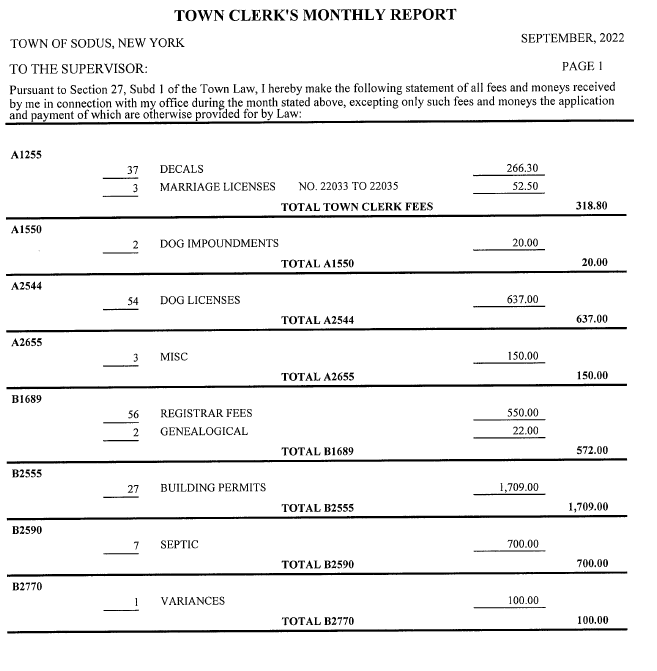 TOWN CLERK'S MONTHLY REPORT
TOWN OF SODUS, NEW YORK SEPTEMBER, 2022
TO THE SUPERVISOR: PAGE 1
Pursuant to Section 27, Subd 1 of the Town Law, I hereby make the following statement of all fees and moneys received
by me in connection with my office during the month stated above, excepting only such fees and moneys the application
and payment of which are otherwise provided for by Law:
A1255
37 DECALS 266.30
3 MARRIAGE LICENSES NO. 22033 TO 22035 52.50
TOTAL TOWN CLERK FEES 318.80
A1550
2 DOG IMPOUNDMENTS 20.00
TOTAL A1550 20.00
A2544
54 DOG LICENSES 637.00
TOTAL A2544 637.00
A2655
3 MISC 150.00
TOTAL A2655 150.00
B1689
56 REGISTRAR FEES 550.00
2 GENEALOGICAL 22.00
TOTAL B1689 572.00
B2555
27 BUILDING PERMITS 1,709.00
TOTAL B2555 1,709.00
B2590
7 SEPTIC 700.00
TOTAL B2590 700.00
B2770
1 VARIANCES 100.00
TOTAL B2770 100.00